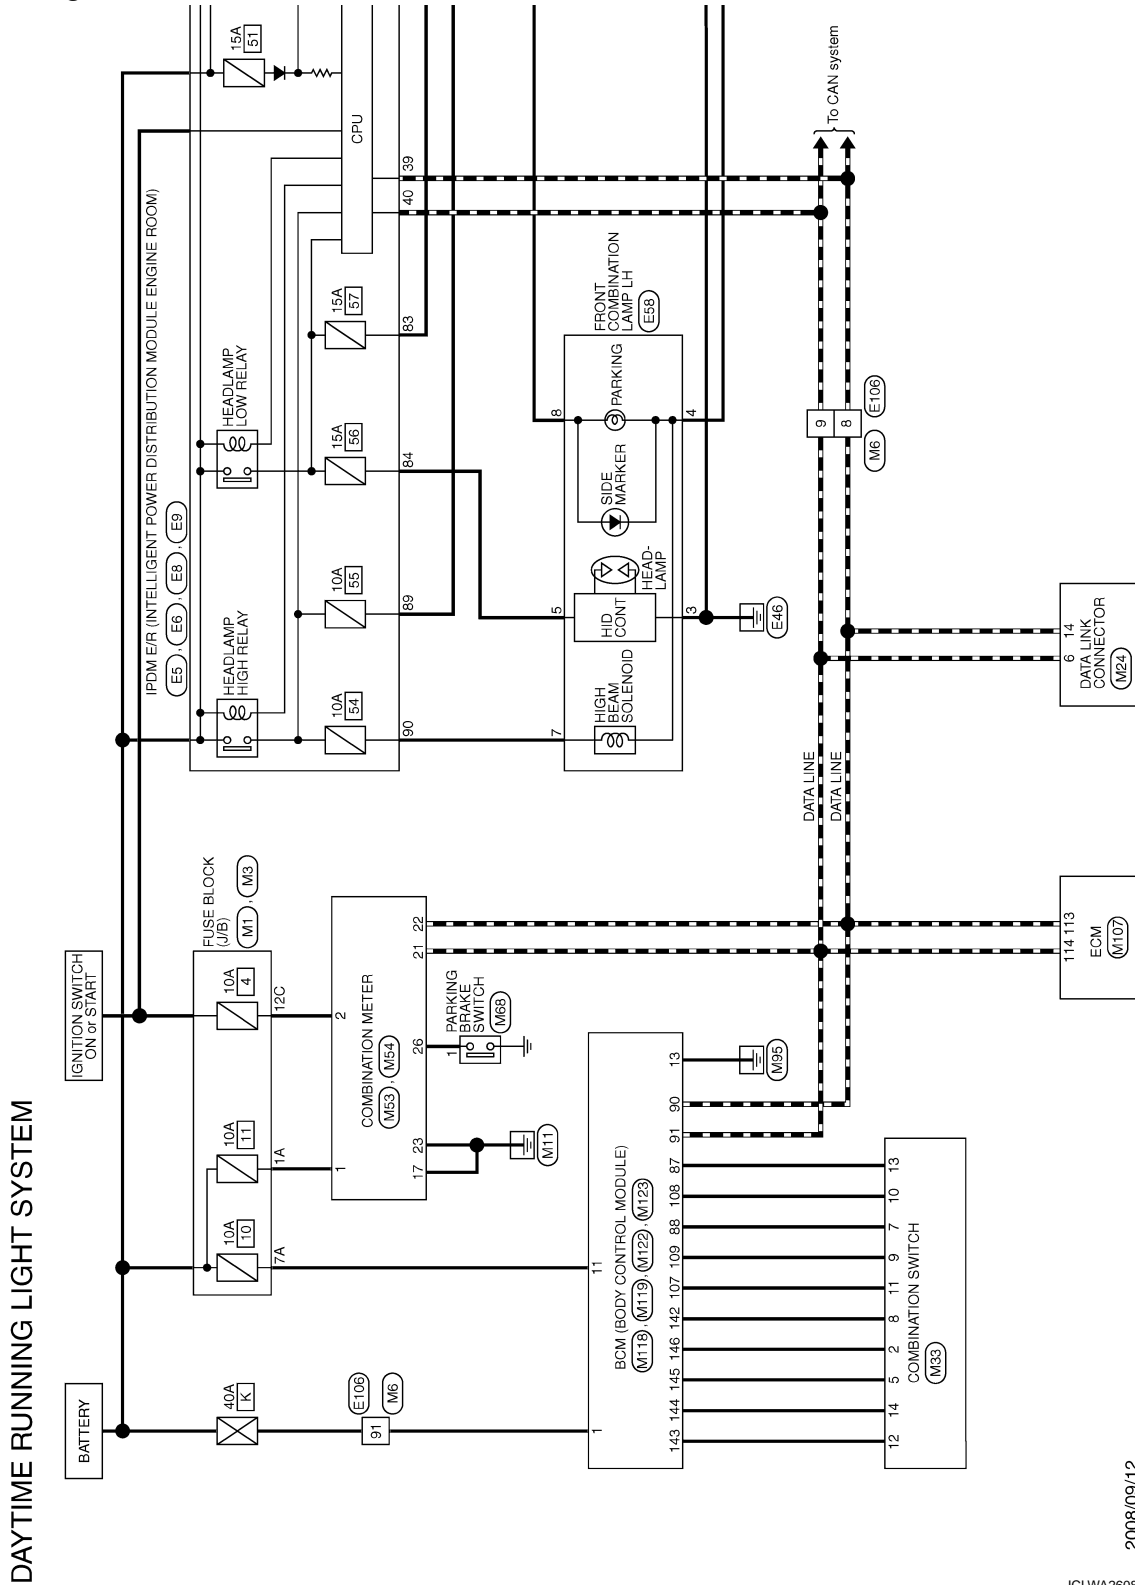 DAYTIME RUNNING LIGHT SYSTEM
BATTERY
IGNITION SWITCH
ON or START
40A
K
10A
10
10A
11
10A
4
FUSE BLOCK
(J/B)
M1 , M3
7A
1A
12C
E106
M6
91
1
2
COMBINATION METER
M53 , M54
17
23
26
21
22
M11
1
PARKING
BRAKE
SWITCH
M68
1
11
BCM (BODY CONTROL MODULE)
M118 , M119 , M122 , M123
143
144
145
146
142
107
109
88
108
87
91
90
13
M95
12
14
5
2
8
11
9
7
10
13
COMBINATION SWITCH
M33
IPDM E/R (INTELLIGENT POWER DISTRIBUTION MODULE ENGINE ROOM)
E5 , E6 , E8 , E9
HEADLAMP
HIGH RELAY
HEADLAMP
LOW RELAY
15A
51
CPU
10A
54
10A
55
15A
56
15A
57
90
89
84
83
40
39
7
5
8
HIGH
BEAM
SOLENOID
HID
CONT
HEAD-
LAMP
SIDE
MARKER
PARKING
FRONT
COMBINATION
LAMP LH
E58
3
4
E46
DATA LINE
DATA LINE
9
8
M6
E106
To CAN system
114
113
ECM
M107
6
14
DATA LINK
CONNECTOR
M24
2008/09/12